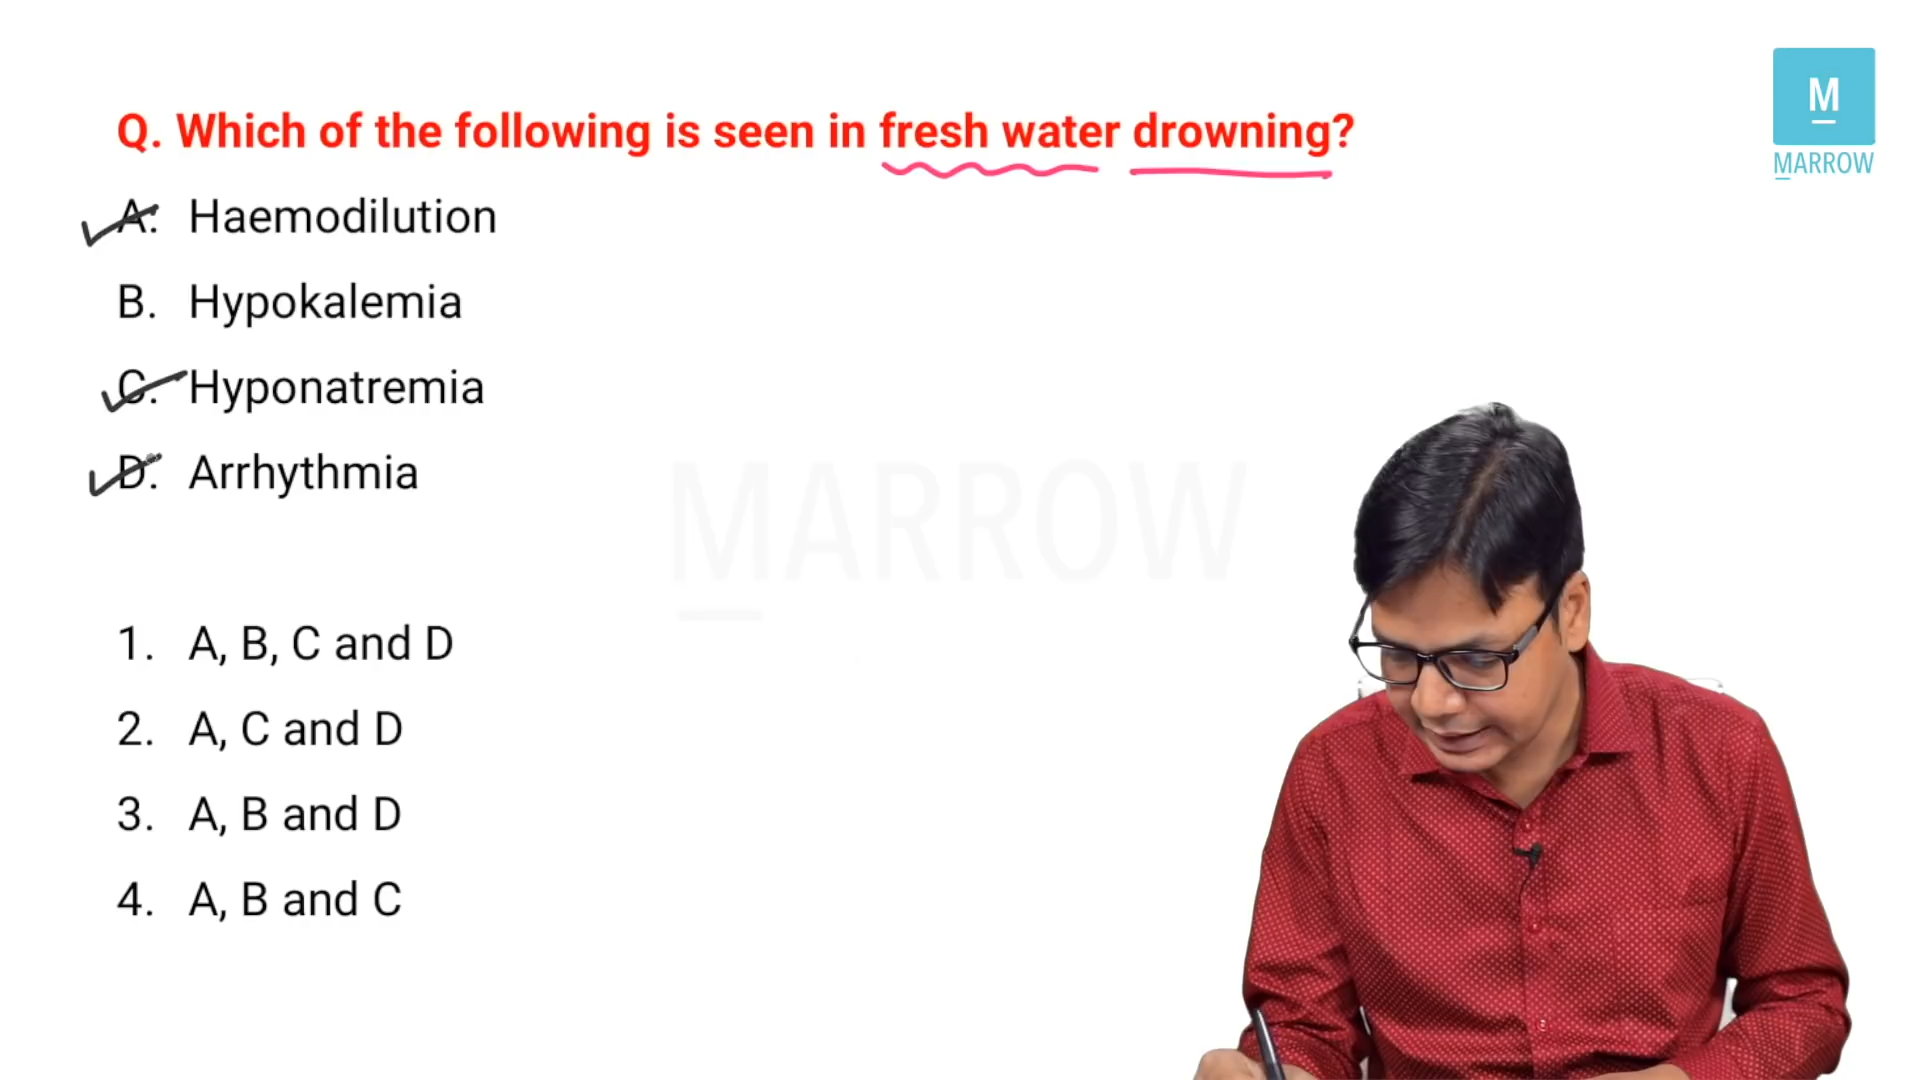 M
MARROW
Q. Which of the following is seen in fresh water drowning?
A. Haemodilution
B. Hypokalemia
C. Hyponatremia
D. Arrhythmia
MARROW
1. A, B, C and D
2. A, C and D
3. A, B and D
4. A, B and C